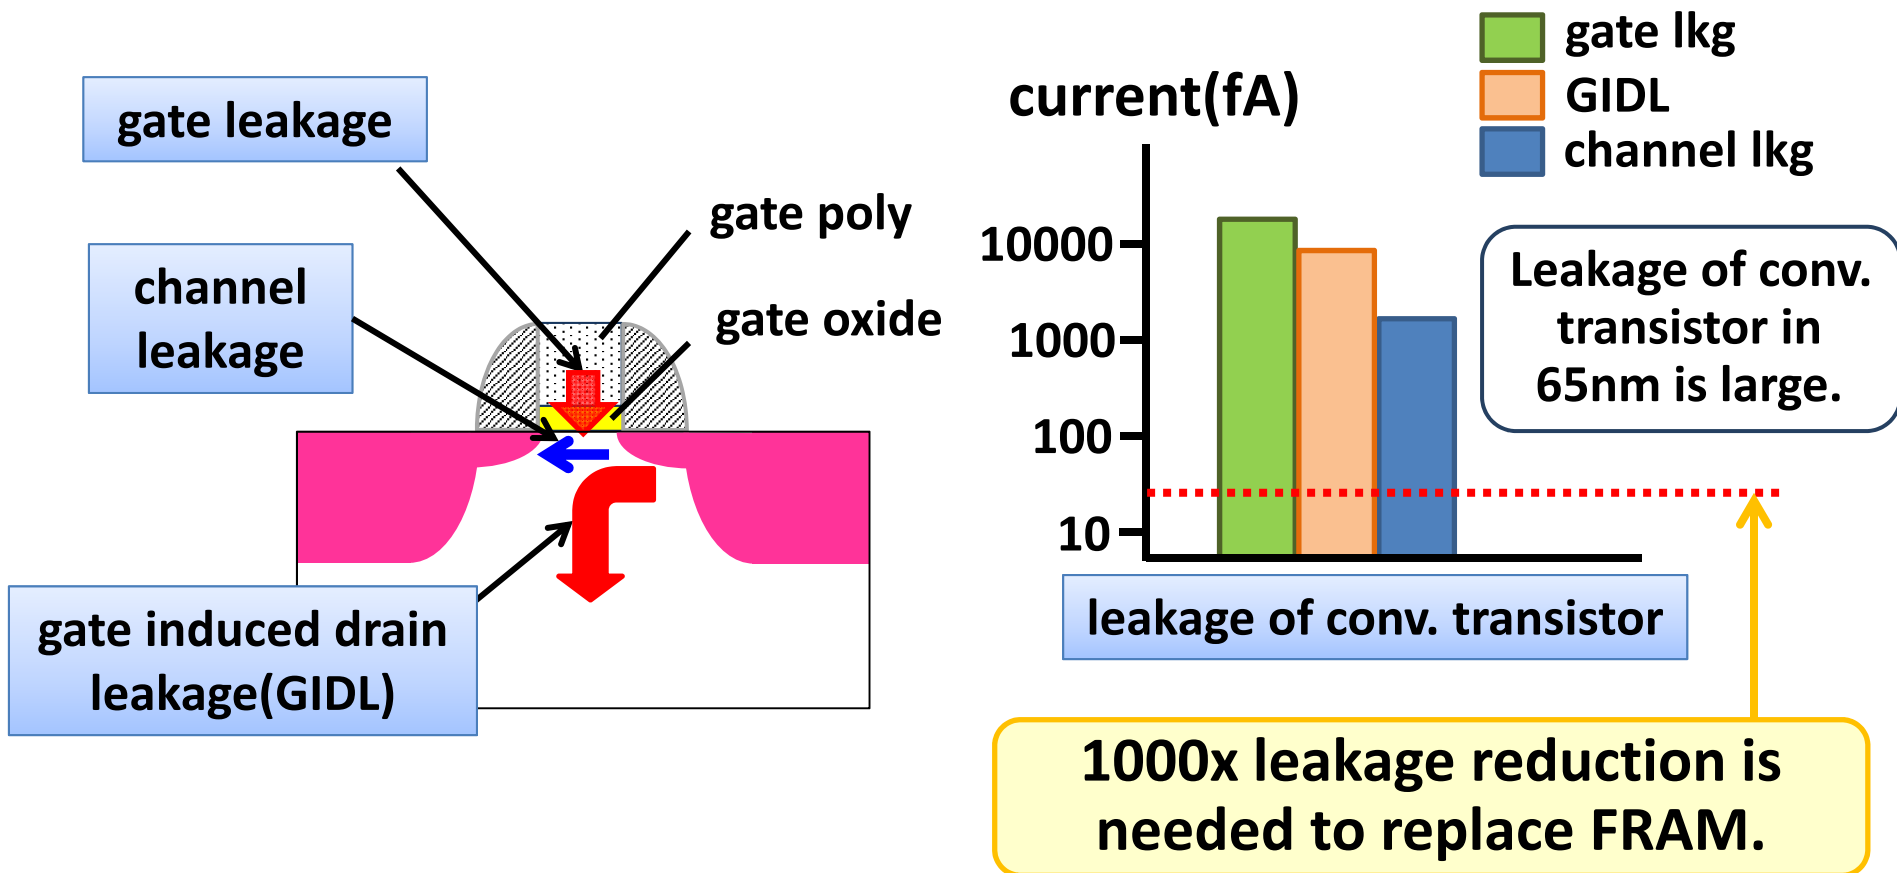 gate leakage
channel
leakage
gate induced drain
leakage(GIDL)
gate poly
gate oxide
current(fA)
gate lkg
GIDL
channel lkg
10000
1000
100
10
Leakage of conv.
transistor in
65nm is large.
leakage of conv. transistor
1000x leakage reduction is
needed to replace FRAM.